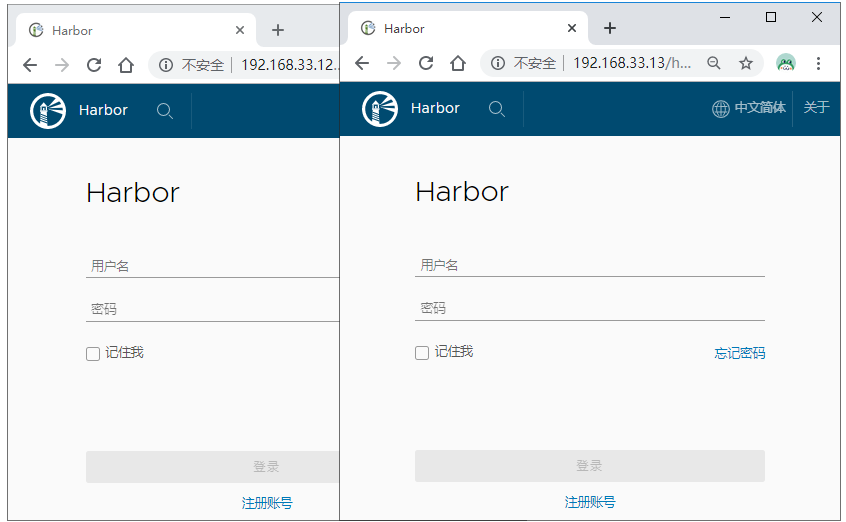 Harbor
不安全 192.168.33.12..
Harbor
Harbor
用户名
密码
记住我
登录
注册账号
Harbor
不安全 192.168.33.13/h...
Harbor
中文简体 关于
Harbor
用户名
密码
记住我 忘记密码
登录
注册账号